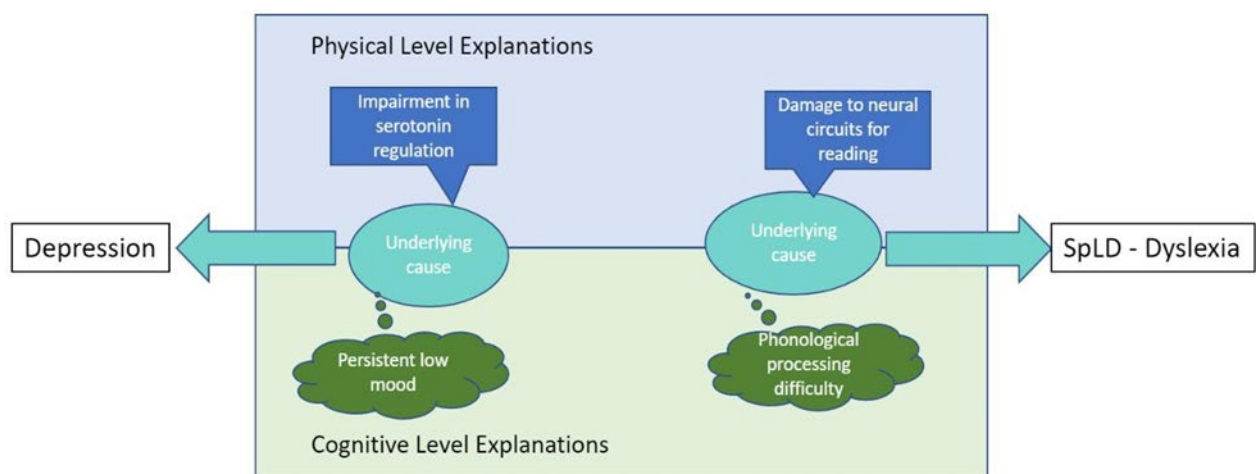 Physical Level Explanations
Impairment in
serotonin
regulation
Damage to neural
circuits for
reading
Depression
Underlying
cause
Underlying
cause
SpLD - Dyslexia
Persistent low
mood
Phonological
processing
difficulty
Cognitive Level Explanations